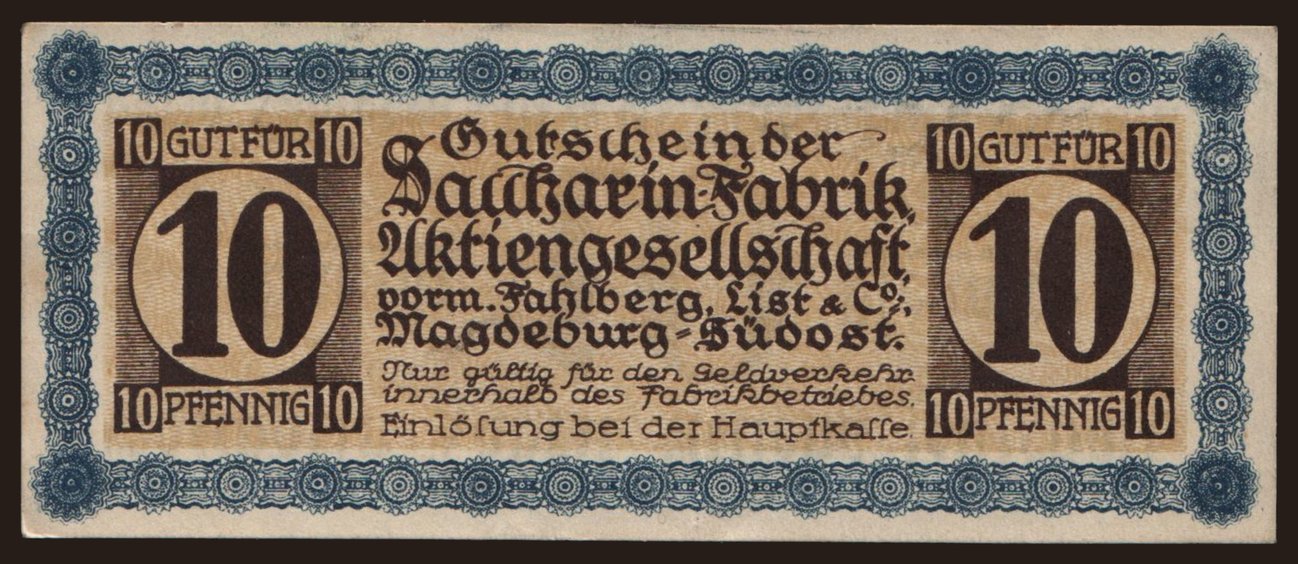 10 GUT FÜR 10
10
10 PFENNIG 10
Gutschein der
Saccharin-Fabrik,
Aktiengesellschaft,
vorm. Fahlberg, List & Co.,
Magdeburg-Südost.
Nur gültig für den Geldverkehr
innerhalb des Fabrikbetriebes.
Einlöſung bei der Hauptkaſſe.
10 GUT FÜR 10
10
10 PFENNIG 10